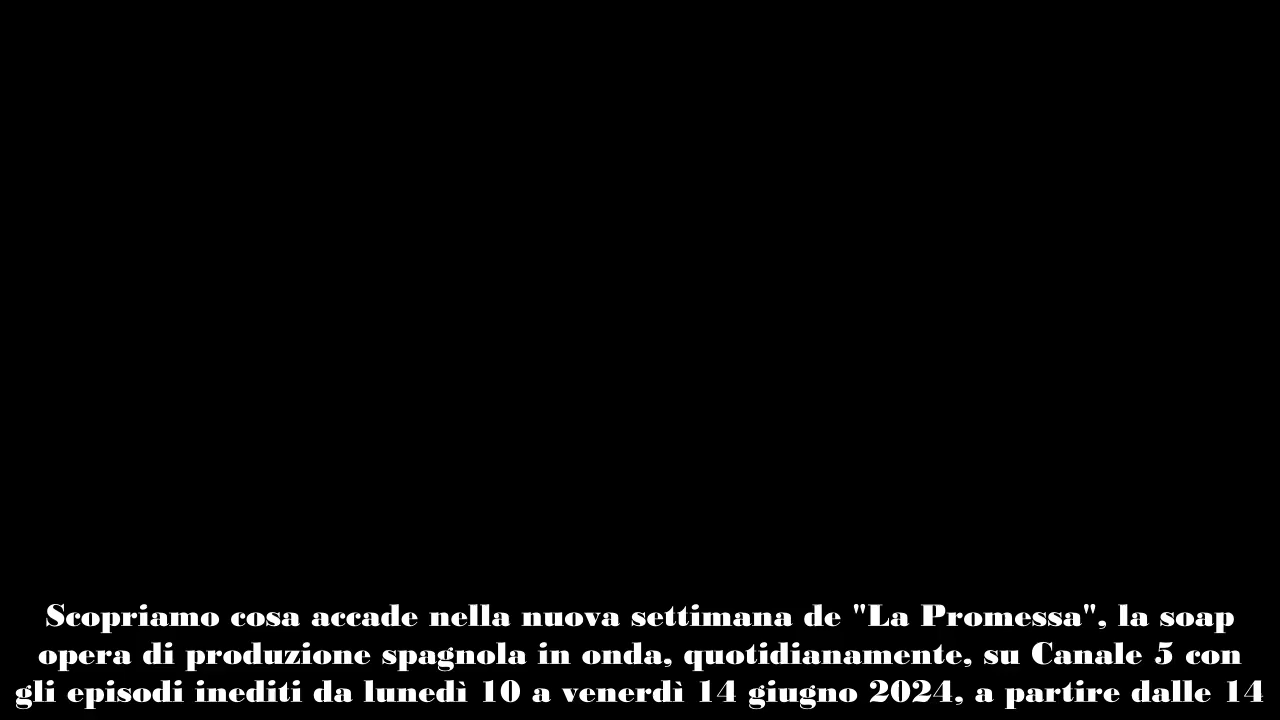 Scopriamo cosa accade nella nuova settimana de "La Promessa", la soap
opera di produzione spagnola in onda, quotidianamente, su Canale 5 con
gli episodi inediti da lunedì 10 a venerdì 14 giugno 2024, a partire dalle 14